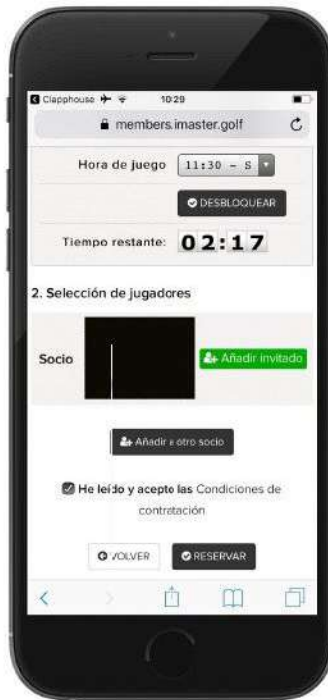 Clapphouse 10:29
members.imaster.golf
Hora de juego 11:30 - S
DESBLOQUEAR
Tiempo restante: 02:17
2. Selección de jugadores
Socio Añadir invitado
Añadir a otro socio
He leído y acepto las Condiciones de
contratación
VOLVER RESERVAR